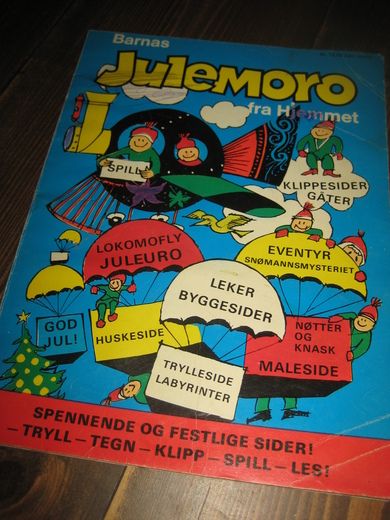 Barnas
Julemoro
fra Hjemmet
SPILL!
KLIPPESIDER
GÅTER
LOKOMOFLY
JULEURO
EVENTYR
SNØMANNSMYSTERIET
LEKER
BYGGESIDER
GOD
JUL!
HUSKESIDE
NØTTER
OG
KNASK
MALESIDE
TRYLLESIDE
LABYRINTER
SPENNENDE OG FESTLIGE SIDER!
– TRYLL – TEGN – KLIPP – SPILL – LES!